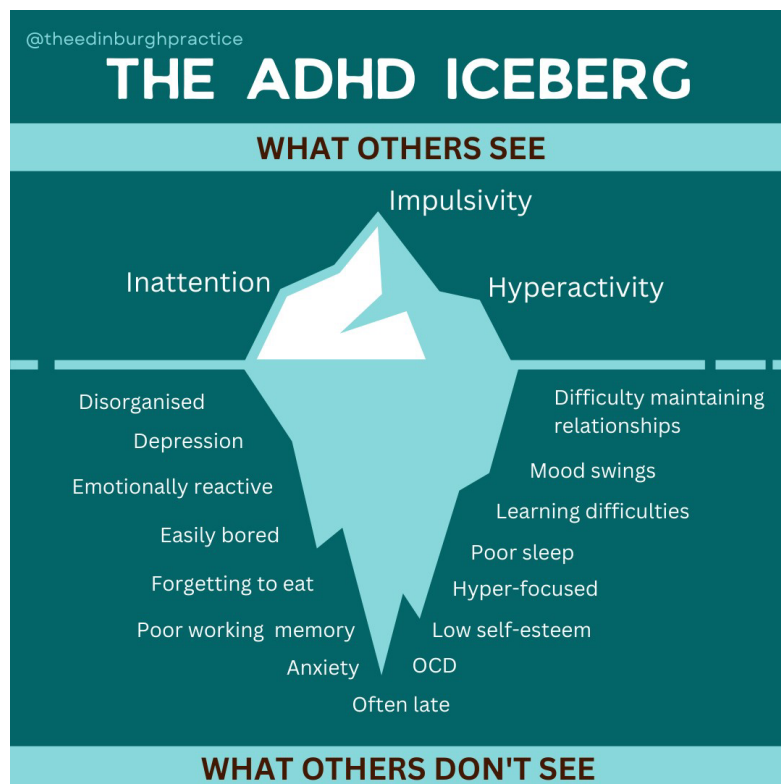 @theedinburghpractice
THE ADHD ICEBERG
WHAT OTHERS SEE
Impulsivity
Inattention
Hyperactivity
Disorganised
Depression
Emotionally reactive
Easily bored
Forgetting to eat
Poor working memory
Anxiety
Often late
Difficulty maintaining
relationships
Mood swings
Learning difficulties
Poor sleep
Hyper-focused
Low self-esteem
OCD
WHAT OTHERS DON'T SEE